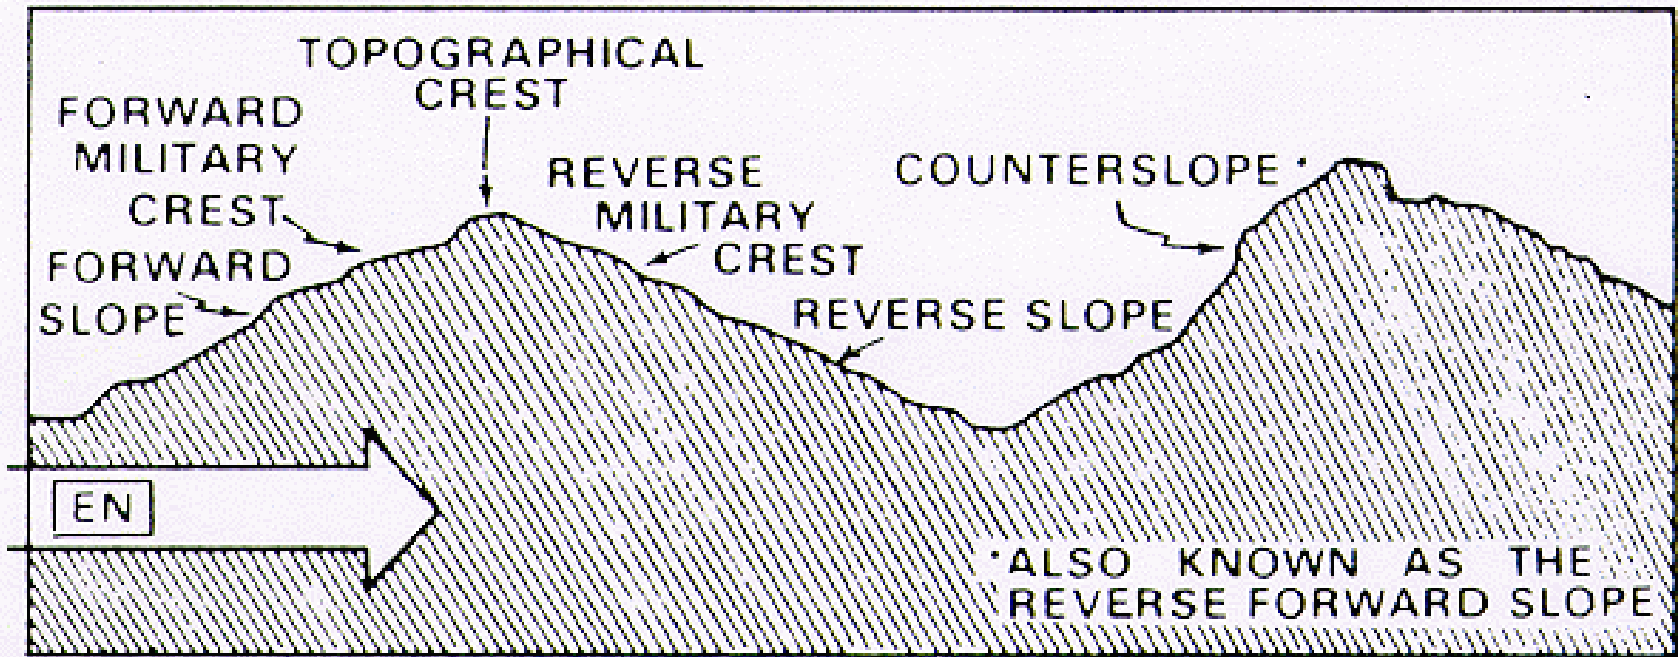 TOPOGRAPHICAL
CREST
FORWARD
MILITARY
CREST
FORWARD
SLOPE
REVERSE
MILITARY
CREST
REVERSE SLOPE
COUNTERSLOPE *
EN
*ALSO KNOWN AS THE
REVERSE FORWARD SLOPE